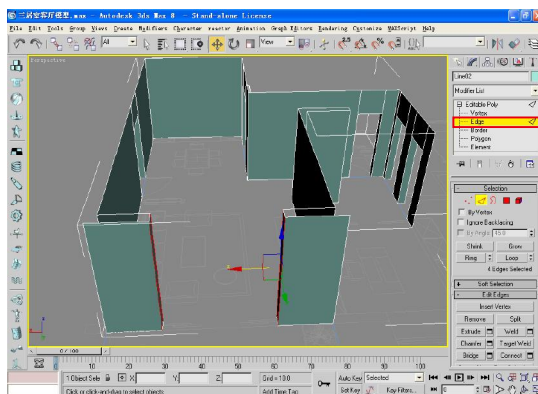 三居室客厅模型.max - Autodesk 3ds Max 8 - Stand-alone License
File Edit Tools Group Views Create Modifiers Character reactor Animation Graph Editors Rendering Customize MAXScript Help
All
View
Perspective
Line02
Modifier List
Editable Poly
Vertex
Edge
Border
Polygon
Element
Selection
By Vertex
Ignore Backfacing
By Angle 45.0
Shrink Grow
Ring Loop
4 Edges Selected
Soft Selection
Edit Edges
Insert Vertex
Remove Split
Extrude Weld
Chamfer Target Weld
Bridge Connect
0 / 100
0 10 20 30 40 50 60 70 80 90 100
1 Object Sele X: Y: Z: Grid = 10.0 Auto Key Selected
Click or click-and-drag to select objects Add Time Tag Set Key Key Filters... 0